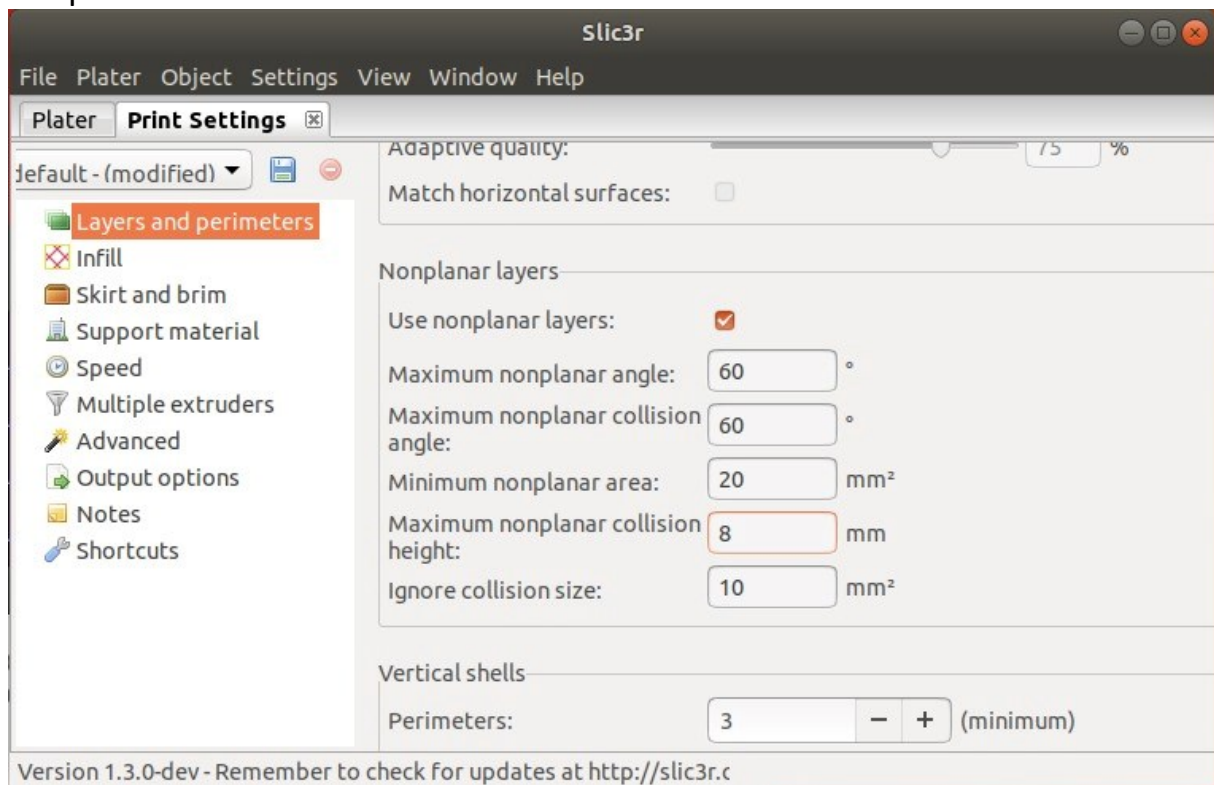 Slic3r
File Plater Object Settings View Window Help
Plater Print Settings
default - (modified)
Layers and perimeters
Infill
Skirt and brim
Support material
Speed
Multiple extruders
Advanced
Output options
Notes
Shortcuts
Adaptive quality: 75 %
Match horizontal surfaces:
Nonplanar layers
Use nonplanar layers:
Maximum nonplanar angle: 60 °
Maximum nonplanar collision
angle: 60 °
Minimum nonplanar area: 20 mm²
Maximum nonplanar collision
height: 8 mm
Ignore collision size: 10 mm²
Vertical shells
Perimeters: 3 − + (minimum)
Version 1.3.0-dev - Remember to check for updates at http://slic3r.c